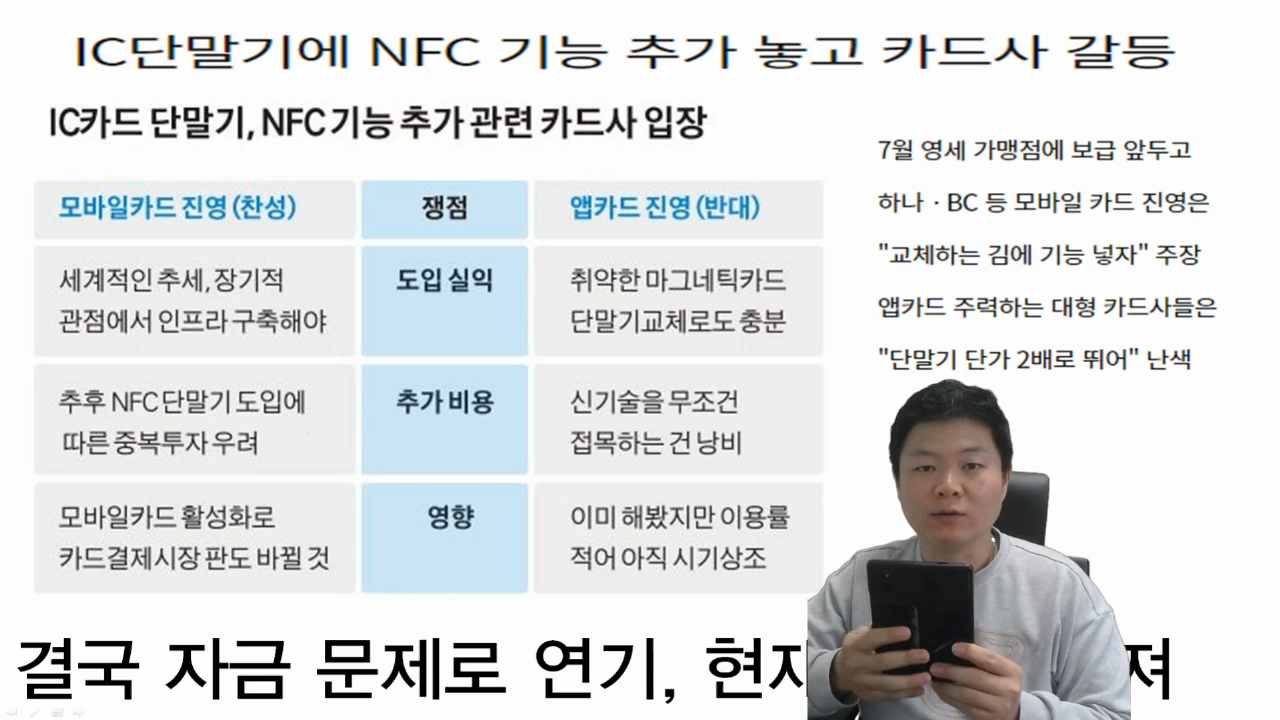 IC단말기에 NFC 기능 추가 놓고 카드사 갈등
IC카드 단말기, NFC기능 추가 관련 카드사 입장
모바일카드 진영 (찬성)
쟁점
앱카드 진영 (반대)
세계적인 추세, 장기적
관점에서 인프라 구축해야
도입 실익
취약한 마그네틱카드
단말기교체로도 충분
추후 NFC단말기 도입에
따른 중복투자 우려
추가 비용
신기술을 무조건
접목하는 건 낭비
모바일카드 활성화로
카드결제시장 판도 바뀔 것
영향
이미 해봤지만 이용률
적어 아직 시기상조
7월 영세 가맹점에 보급 앞두고
하나 · BC 등 모바일 카드 진영은
"교체하는 김에 기능 넣자" 주장
앱카드 주력하는 대형 카드사들은
"단말기 단가 2배로 뛰어" 난색
결국 자금 문제로 연기,